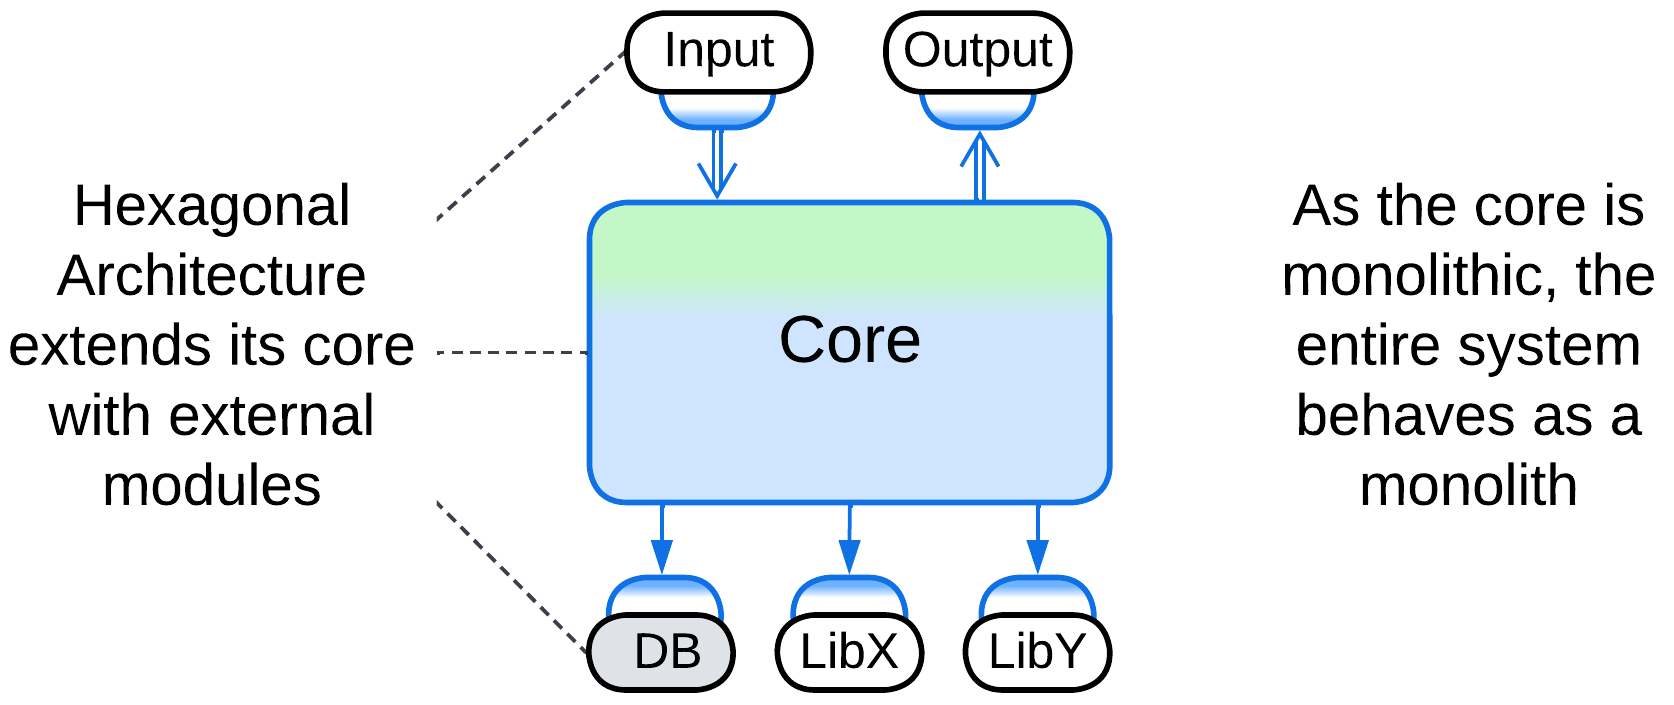 Input
Output
Hexagonal
Architecture
extends its core
with external
modules
Core
As the core is
monolithic, the
entire system
behaves as a
monolith
DB
LibX
LibY